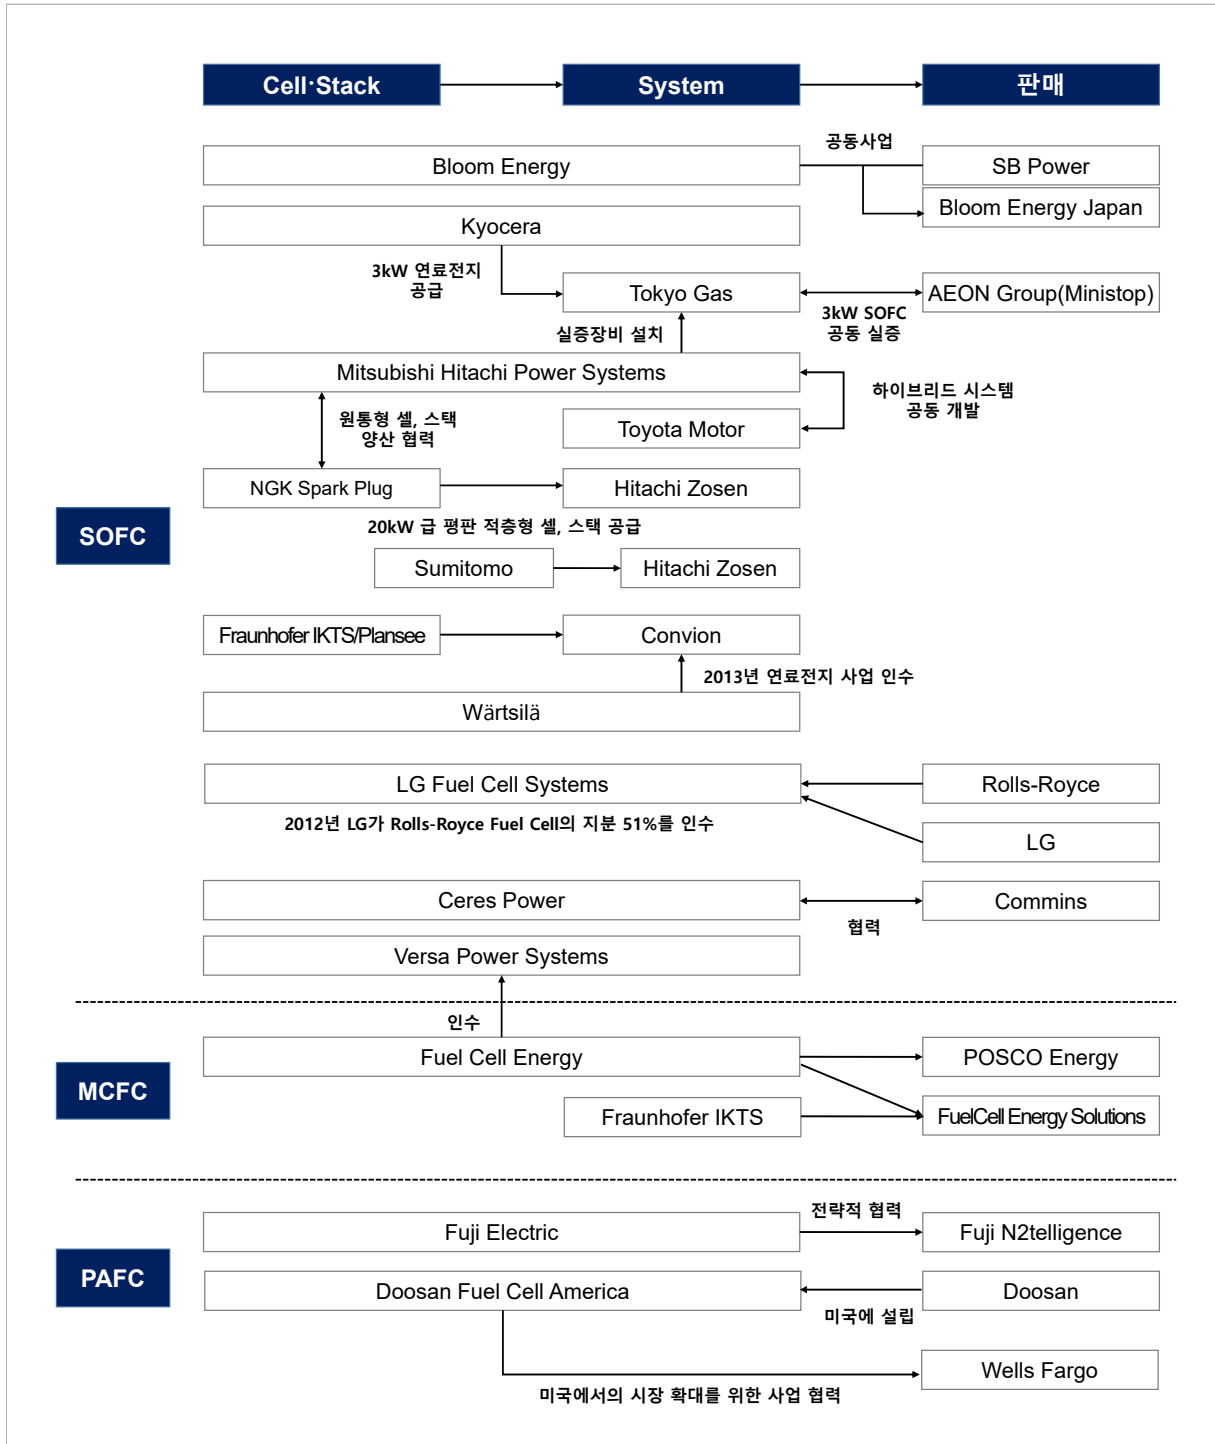 Cell·Stack
System
판매
공동사업
Bloom Energy
SB Power
Bloom Energy Japan
Kyocera
3kW 연료전지
공급
Tokyo Gas
AEON Group(Ministop)
3kW SOFC
공동 실증
실증장비 설치
Mitsubishi Hitachi Power Systems
하이브리드 시스템
공동 개발
원통형 셀, 스택
양산 협력
Toyota Motor
NGK Spark Plug
Hitachi Zosen
SOFC
20kW 급 평판 적층형 셀, 스택 공급
Sumitomo
Hitachi Zosen
Fraunhofer IKTS/Plansee
Convion
2013년 연료전지 사업 인수
Wärtsilä
LG Fuel Cell Systems
Rolls-Royce
2012년 LG가 Rolls-Royce Fuel Cell의 지분 51%를 인수
LG
Ceres Power
Commins
협력
Versa Power Systems
인수
MCFC
Fuel Cell Energy
POSCO Energy
Fraunhofer IKTS
FuelCell Energy Solutions
전략적 협력
Fuji Electric
Fuji N2telligence
PAFC
Doosan Fuel Cell America
Doosan
미국에 설립
Wells Fargo
미국에서의 시장 확대를 위한 사업 협력